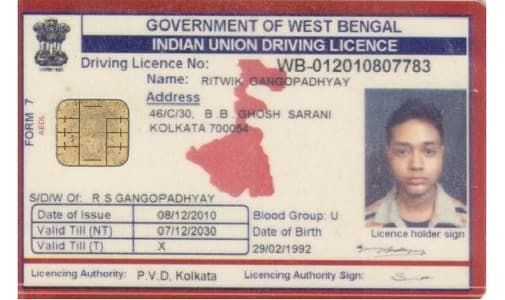 GOVERNMENT OF WEST BENGAL
INDIAN UNION DRIVING LICENCE
Driving Licence No: WB-012010807783
Name: RITWIK GANGOPADHYAY
Address
46/C/30, B.B.GHOSH SARANI
KOLKATA 700054
FORM 7
S/D/W Of: R S GANGOPADHYAY
Date of Issue 08/12/2010 Blood Group: U
Valid Till (NT) 07/12/2030 Date of Birth
Valid Till (T) X 29/02/1992
Licence holder sign
Licencing Authority: P.V.D, Kolkata Licencing Authority Sign: